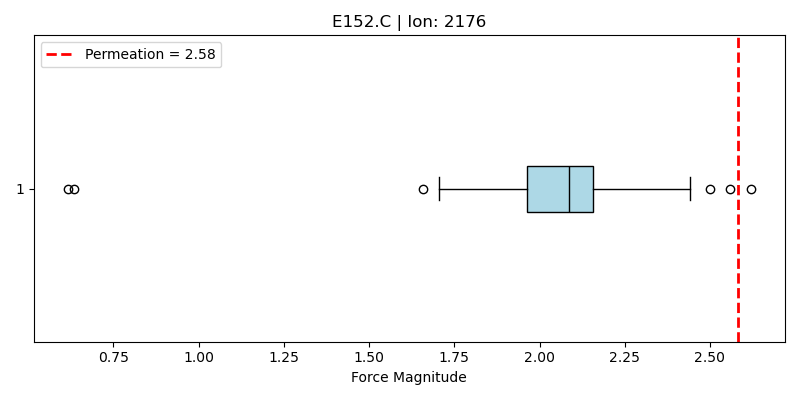 E152.C | Ion: 2176
Permeation = 2.58
1
0.75 1.00 1.25 1.50 1.75 2.00 2.25 2.50
Force Magnitude